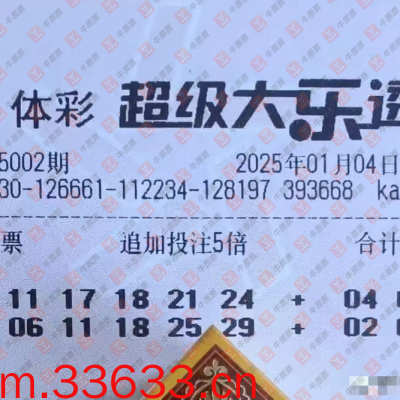 体彩 超级大乐透
5002期 2025年01月04日
30-126661-112234-128197 393668 ka
票 追加投注5倍 合计
11 17 18 21 24 + 04
06 11 18 25 29 + 02
m.33633.cn